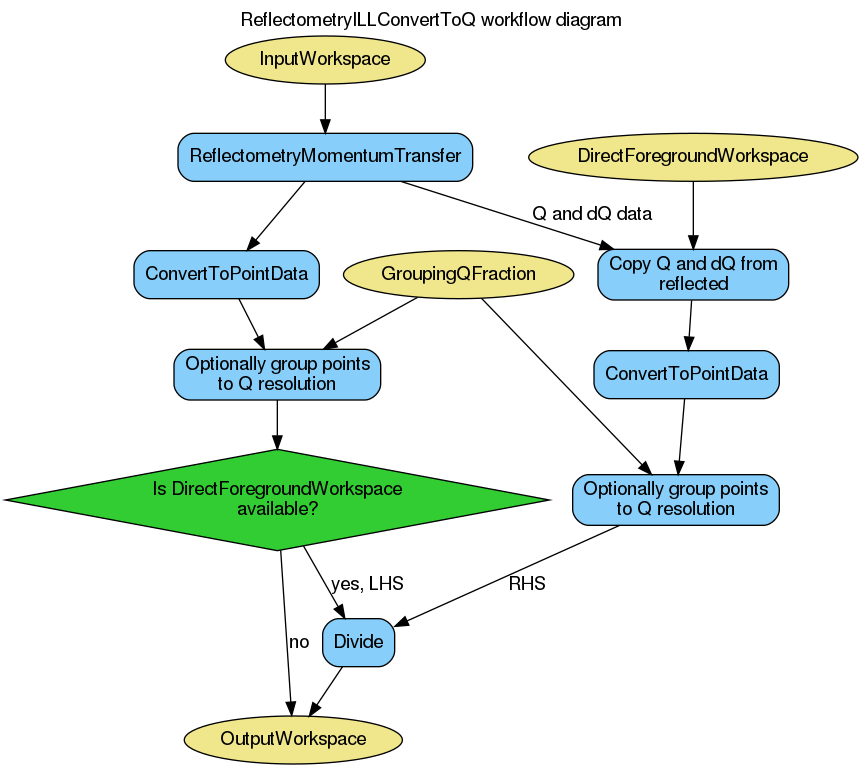 ReflectometryILLConvertToQ workflow diagram
InputWorkspace
ReflectometryMomentumTransfer
DirectForegroundWorkspace
Q and dQ data
ConvertToPointData
GroupingQFraction
Copy Q and dQ from
reflected
Optionally group points
to Q resolution
ConvertToPointData
Is DirectForegroundWorkspace
available?
Optionally group points
to Q resolution
yes, LHS
RHS
no
Divide
OutputWorkspace